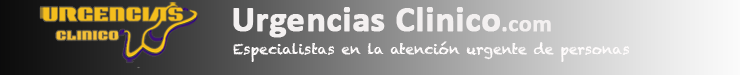 URGENCIAS
CLINICO
Urgencias Clinico.com
Especialistas en la atención urgente de personas